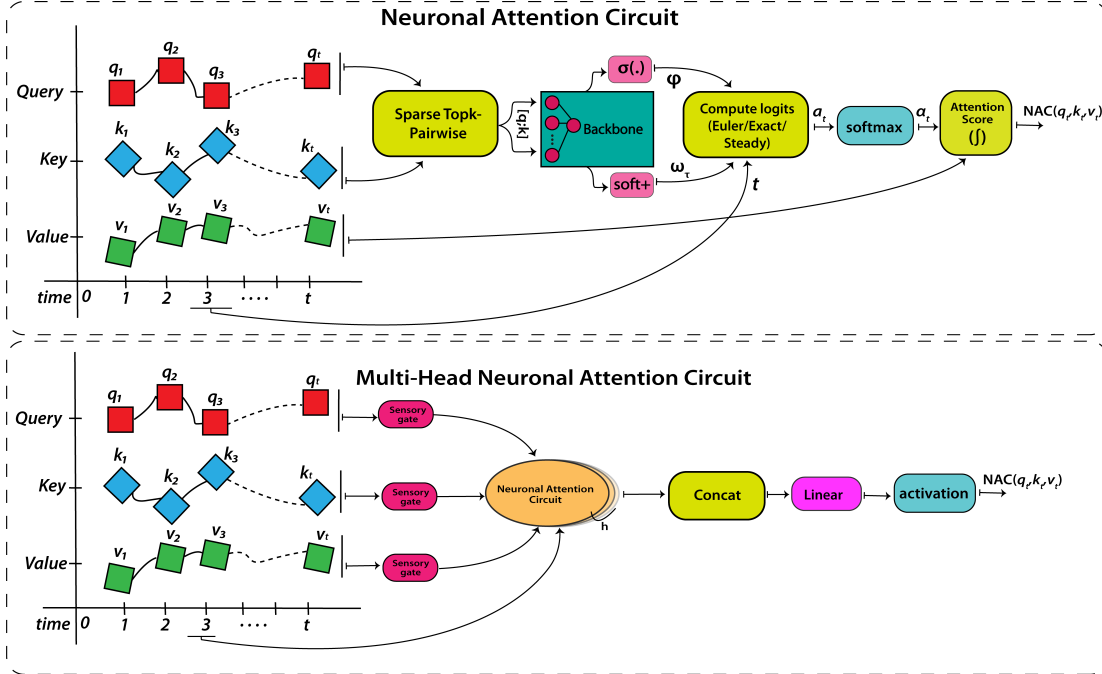 Neuronal Attention Circuit
Query
q1
q2
q3
qt
Key
k1
k2
k3
kt
Value
v1
v2
v3
vt
time
0
1
2
3
....
t
Sparse Topk-
Pairwise
[q;k]
Backbone
σ(.)
soft+
φ
ωτ
t
Compute logits
(Euler/Exact/
Steady)
at
softmax
αt
Attention
Score
(∫)
NAC(qt,kt,vt)
Multi-Head Neuronal Attention Circuit
Query
q1
q2
q3
qt
Key
k1
k2
k3
kt
Value
v1
v2
v3
vt
time
0
1
2
3
....
t
Sensory
gate
Sensory
gate
Sensory
gate
Neuronal Attention
Circuit
h
Concat
Linear
activation
NAC(qt,kt,vt)